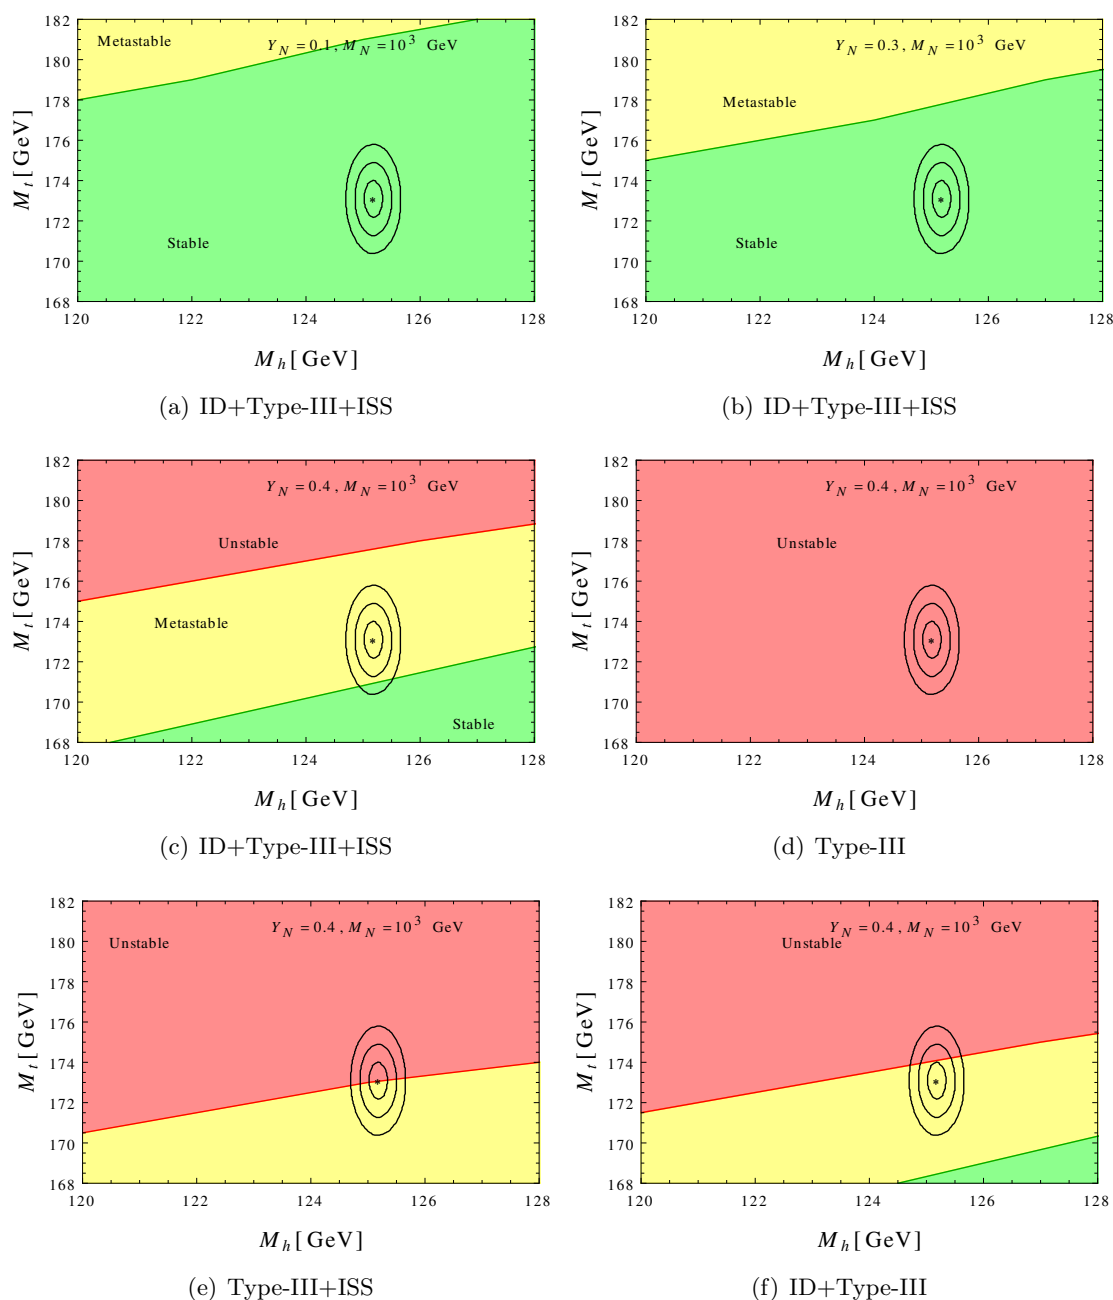 182
180
178
176
174
172
170
168
M_t [GeV]
Metastable
Y_N = 0.1, M_N = 10^3 GeV
Stable
120 122 124 126 128
M_h [GeV]
(a) ID+Type-III+ISS
182
180
178
176
174
172
170
168
M_t [GeV]
Y_N = 0.3, M_N = 10^3 GeV
Metastable
Stable
120 122 124 126 128
M_h [GeV]
(b) ID+Type-III+ISS
182
180
178
176
174
172
170
168
M_t [GeV]
Y_N = 0.4, M_N = 10^3 GeV
Unstable
Metastable
Stable
120 122 124 126 128
M_h [GeV]
(c) ID+Type-III+ISS
182
180
178
176
174
172
170
168
M_t [GeV]
Y_N = 0.4, M_N = 10^3 GeV
Unstable
120 122 124 126 128
M_h [GeV]
(d) Type-III
182
180
178
176
174
172
170
168
M_t [GeV]
Y_N = 0.4, M_N = 10^3 GeV
Unstable
120 122 124 126 128
M_h [GeV]
(e) Type-III+ISS
182
180
178
176
174
172
170
168
M_t [GeV]
Y_N = 0.4, M_N = 10^3 GeV
Unstable
120 122 124 126 128
M_h [GeV]
(f) ID+Type-III